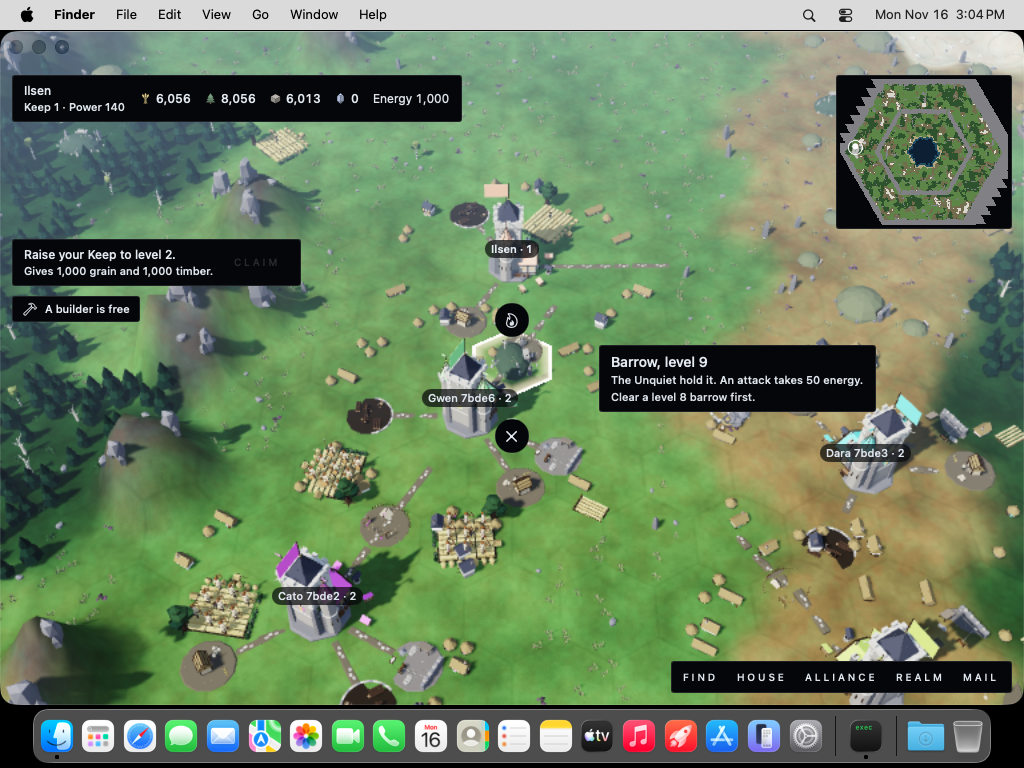 Finder File Edit View Go Window Help Mon Nov 16 3:04 PM
Ilsen
Keep 1 · Power 140
6,056 8,056 6,013 0 Energy 1,000
Raise your Keep to level 2.
Gives 1,000 grain and 1,000 timber.
CLAIM
A builder is free
Ilsen · 1
Barrow, level 9
The Unquiet hold it. An attack takes 50 energy.
Clear a level 8 barrow first.
Gwen 7bde6 · 2
Dara 7bde3 · 2
Cato 7bde2 · 2
FIND HOUSE ALLIANCE REALM MAIL
Mon
16
tv
exec